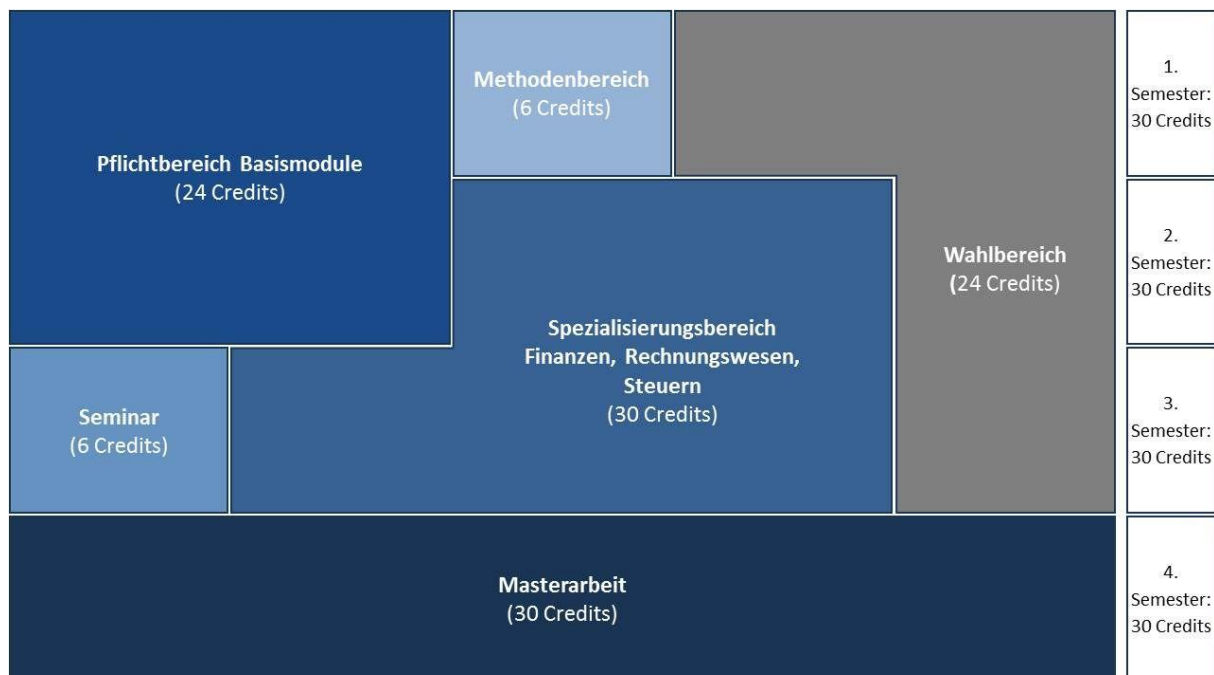 Pflichtbereich Basismodule
(24 Credits)
Methodenbereich
(6 Credits)
Wahlbereich
(24 Credits)
Spezialisierungsbereich
Finanzen, Rechnungswesen,
Steuern
(30 Credits)
Seminar
(6 Credits)
Masterarbeit
(30 Credits)
1.
Semester:
30 Credits
2.
Semester:
30 Credits
3.
Semester:
30 Credits
4.
Semester:
30 Credits